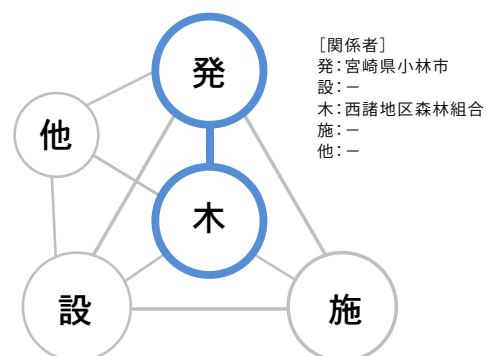 発
[関係者]
発:宮崎県小林市
設:－
木:西諸地区森林組合
施:－
他:－
他
木
設
施